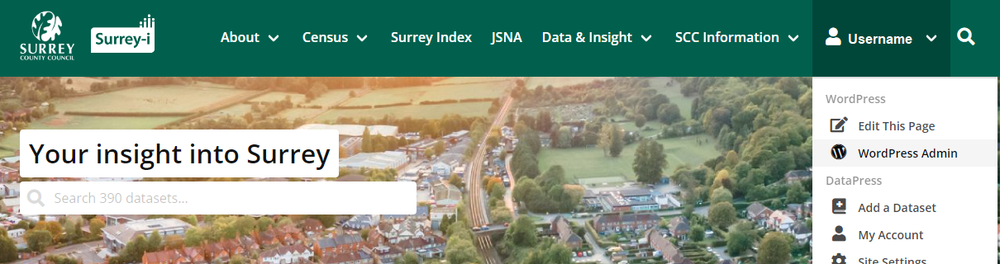 SURREY
COUNTY COUNCIL
Surrey-i
About
Census
Surrey Index
JSNA
Data & Insight
SCC Information
Username
WordPress
Edit This Page
WordPress Admin
DataPress
Add a Dataset
My Account
Site Settings
Your insight into Surrey
Search 390 datasets...